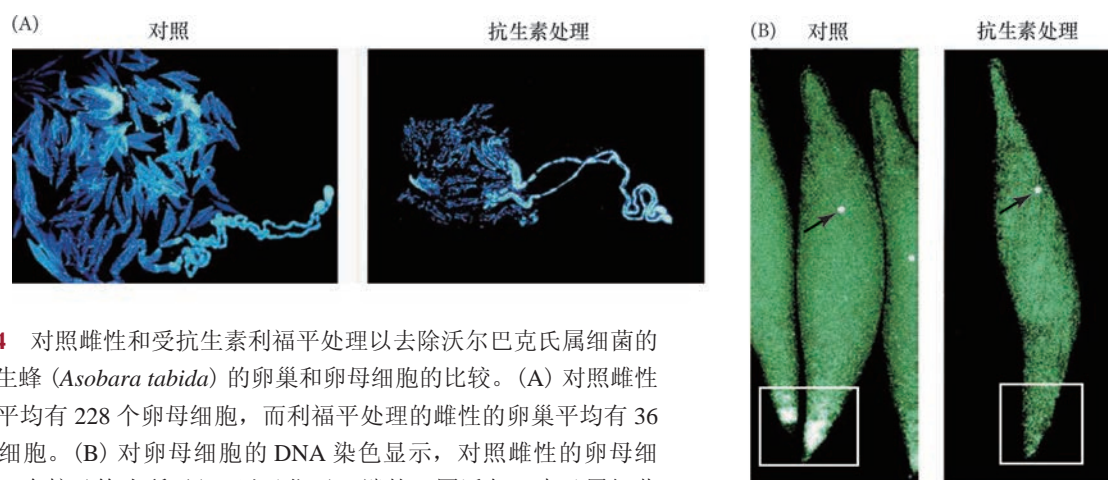 (A)
对照
抗生素处理
(B)
对照
抗生素处理
4 对照雌性和受抗生素利福平处理以去除沃尔巴克氏属细菌的
生蜂 (Asobara tabida) 的卵巢和卵母细胞的比较。(A) 对照雌性
平均有 228 个卵母细胞，而利福平处理的雌性的卵巢平均有 36
细胞。(B) 对卵母细胞的 DNA 染色显示，对照雌性的卵母细